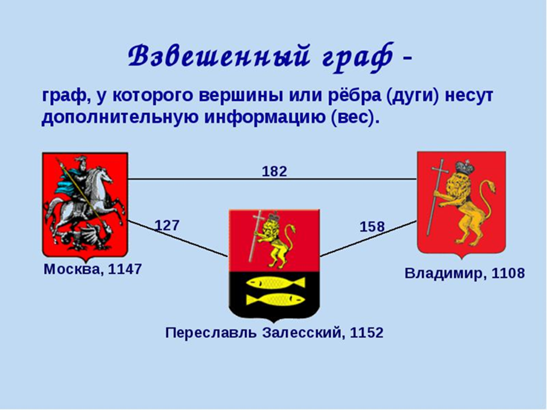 Взвешенный граф -
граф, у которого вершины или рёбра (дуги) несут
дополнительную информацию (вес).
182
127
158
Москва, 1147
Владимир, 1108
Переславль Залесский, 1152